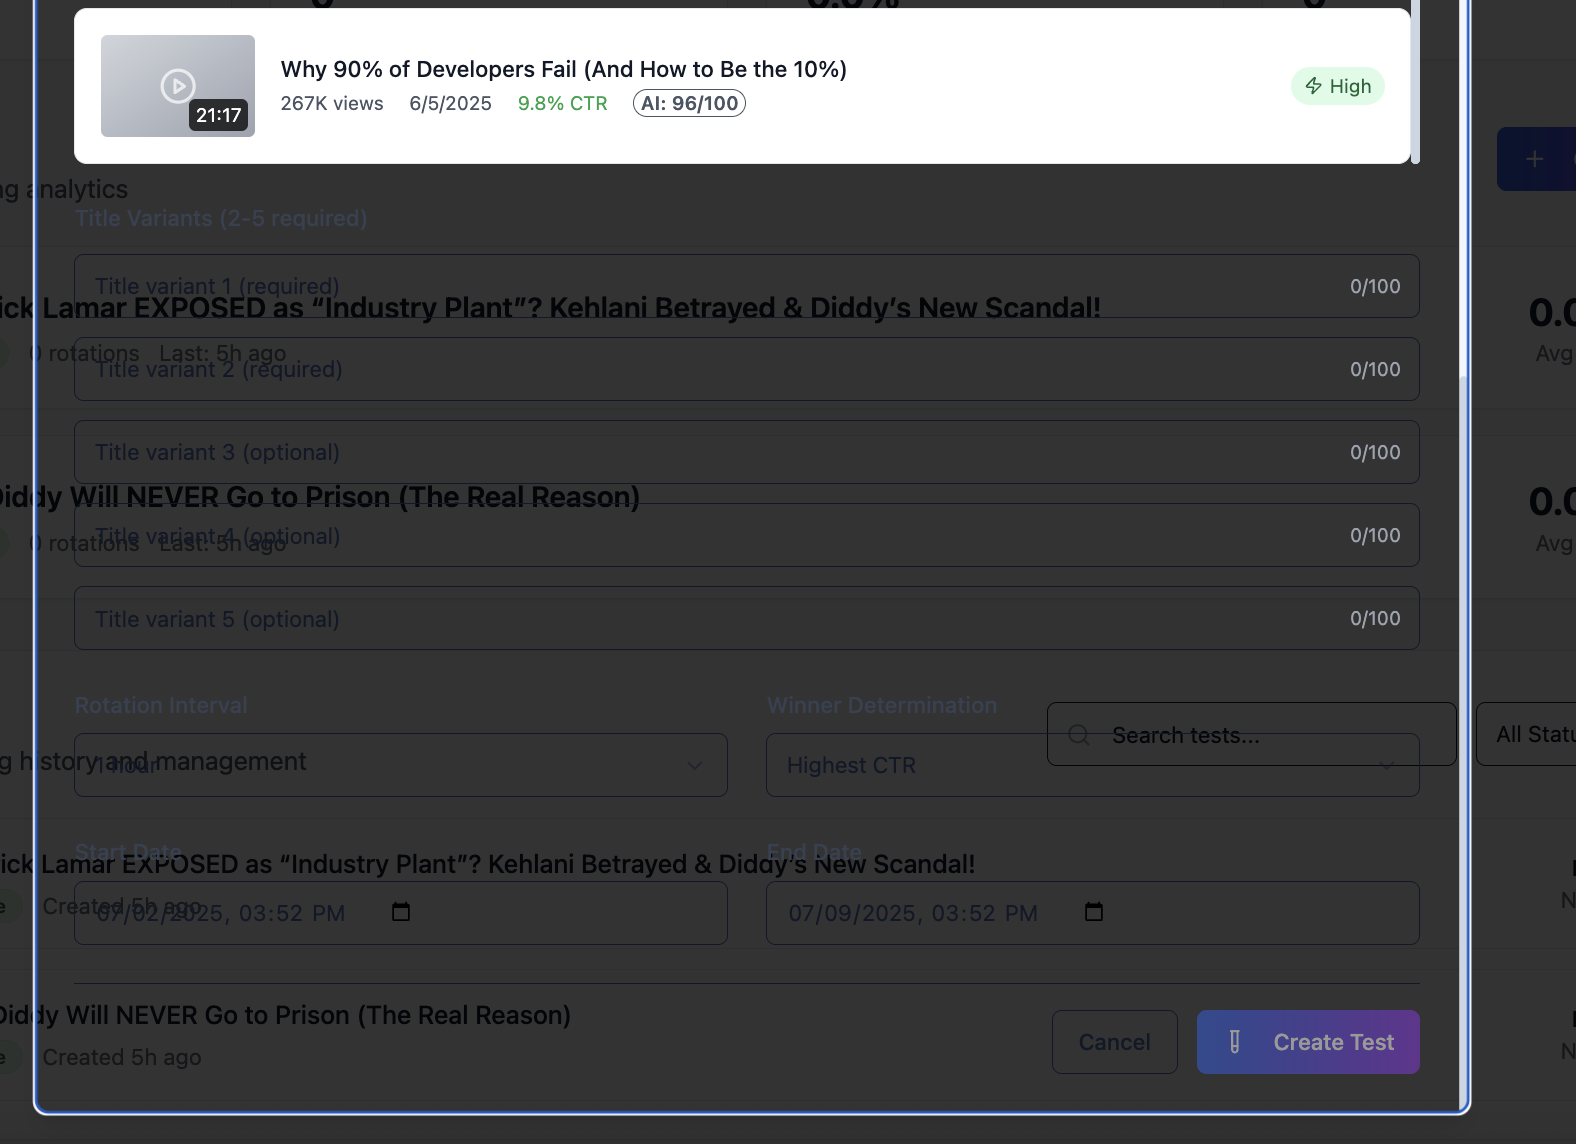 0.0%
Why 90% of Developers Fail (And How to Be the 10%)
21:17
267K views 6/5/2025 9.8% CTR AI: 96/100
High
ng analytics
Title Variants (2-5 required)
Title variant 1 (required) 0/100
ick Lamar EXPOSED as “Industry Plant”? Kehlani Betrayed & Diddy’s New Scandal!
0.0
0 rotations Last: 5h ago
Avg
Title variant 2 (required) 0/100
Title variant 3 (optional) 0/100
Diddy Will NEVER Go to Prison (The Real Reason)
0.0
Title variant 4 (optional) 0/100
0 rotations Last: 5h ago
Avg
Title variant 5 (optional) 0/100
Rotation Interval
Winner Determination
Search tests...
All Statu
g history and management
1 hour
Highest CTR
Start Date
End Date
ick Lamar EXPOSED as “Industry Plant”? Kehlani Betrayed & Diddy's New Scandal!
e Created 5h ago
N
07/02/2025, 03:52 PM
07/09/2025, 03:52 PM
Diddy Will NEVER Go to Prison (The Real Reason)
Cancel
Create Test
e Created 5h ago
N